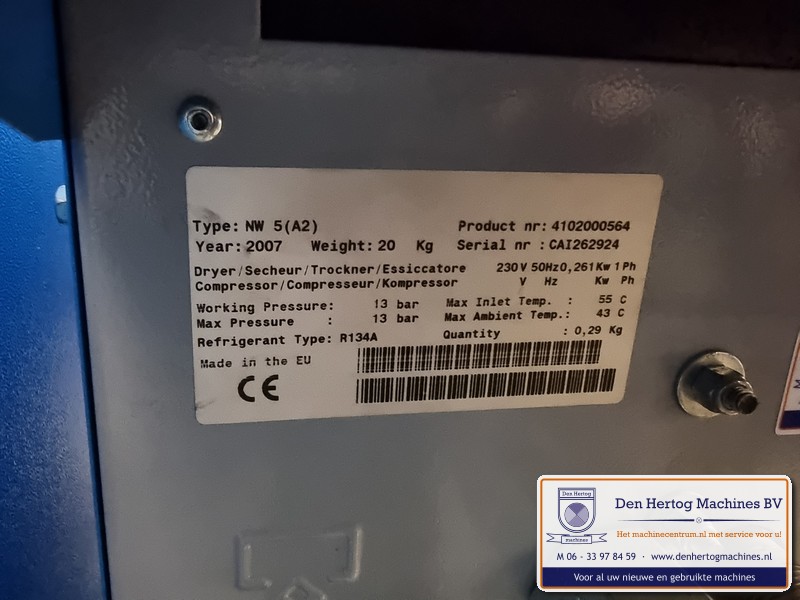 Type: NW 5(A2) Product nr: 4102000564
Year: 2007 Weight: 20 Kg Serial nr : CAI262924
Dryer/Secheur/Trockner/Essiccatore 230 V 50Hz 0,261 Kw 1 Ph
Compressor/Compresseur/Kompressor V Hz Kw Ph
Working Pressure: 13 bar Max Inlet Temp. : 55 C
Max Pressure : 13 bar Max Ambient Temp.: 43 C
Refrigerant Type: R134A Quantity : 0,29 Kg
Made in the EU
CE
Den Hertog
machines
Den Hertog Machines BV
Het machinecentrum.nl met service voor u!
M 06 - 33 97 84 59 · www.denhertogmachines.nl
Voor al uw nieuwe en gebruikte machines